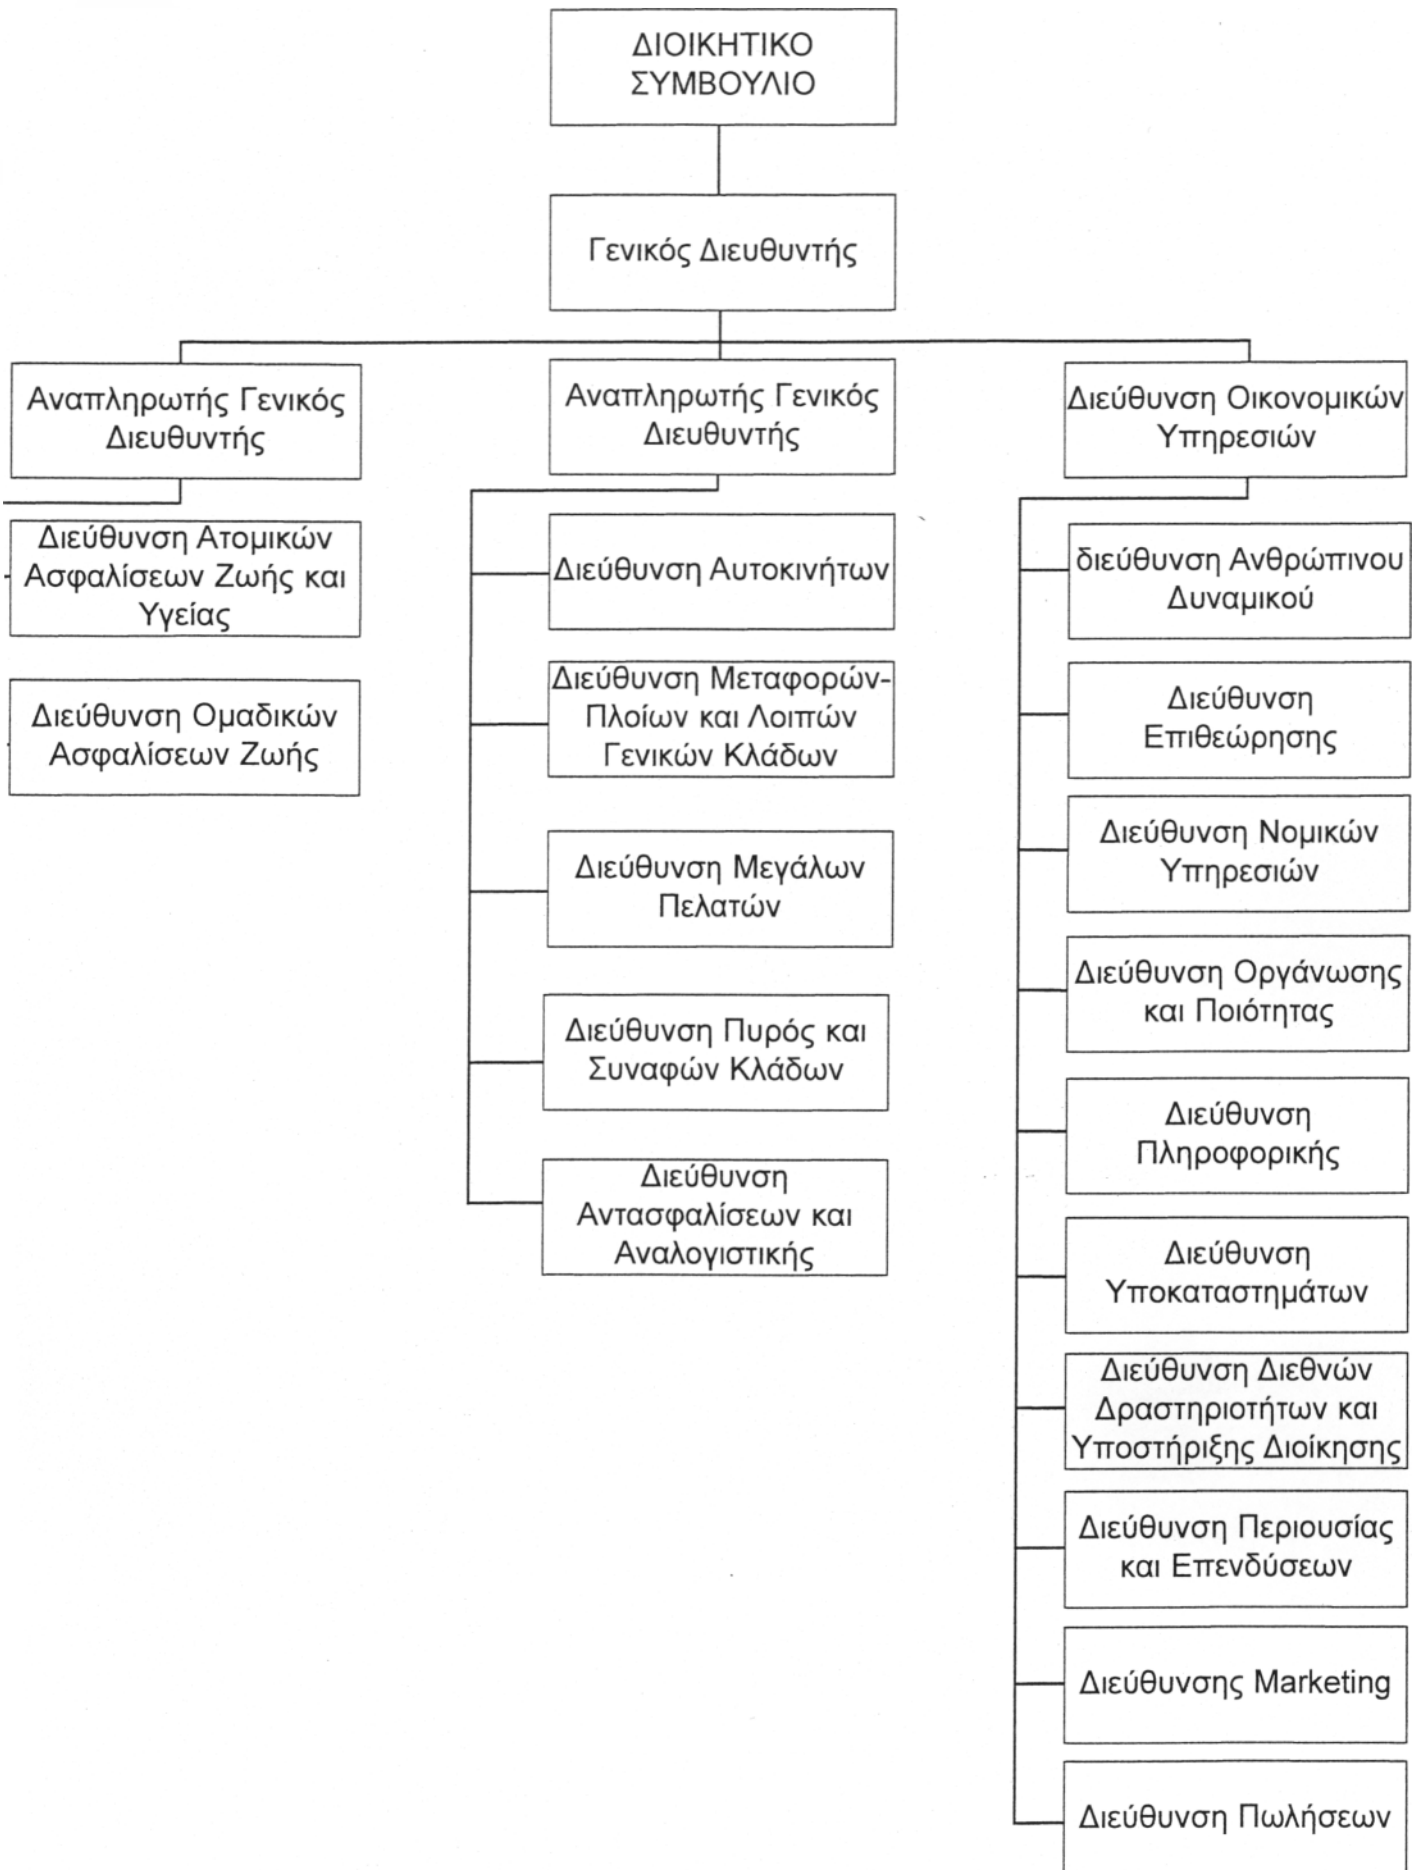 ΔΙΟΙΚΗΤΙΚΟ
ΣΥΜΒΟΥΛΙΟ
Γενικός Διευθυντής
Αναπληρωτής Γενικός
Διευθυντής
Διεύθυνση Ατομικών
Ασφαλίσεων Ζωής και
Υγείας
Διεύθυνση Ομαδικών
Ασφαλίσεων Ζωής
Αναπληρωτής Γενικός
Διευθυντής
Διεύθυνση Αυτοκινήτων
Διεύθυνση Μεταφορών-
Πλοίων και Λοιπών
Γενικών Κλάδων
Διεύθυνση Μεγάλων
Πελατών
Διεύθυνση Πυρός και
Συναφών Κλάδων
Διεύθυνση
Αντασφαλίσεων και
Αναλογιστικής
Διεύθυνση Οικονομικών
Υπηρεσιών
διεύθυνση Ανθρώπινου
Δυναμικού
Διεύθυνση
Επιθεώρησης
Διεύθυνση Νομικών
Υπηρεσιών
Διεύθυνση Οργάνωσης
και Ποιότητας
Διεύθυνση
Πληροφορικής
Διεύθυνση
Υποκαταστημάτων
Διεύθυνση Διεθνών
Δραστηριοτήτων και
Υποστήριξης Διοίκησης
Διεύθυνση Περιουσίας
και Επενδύσεων
Διεύθυνσης Marketing
Διεύθυνση Πωλήσεων